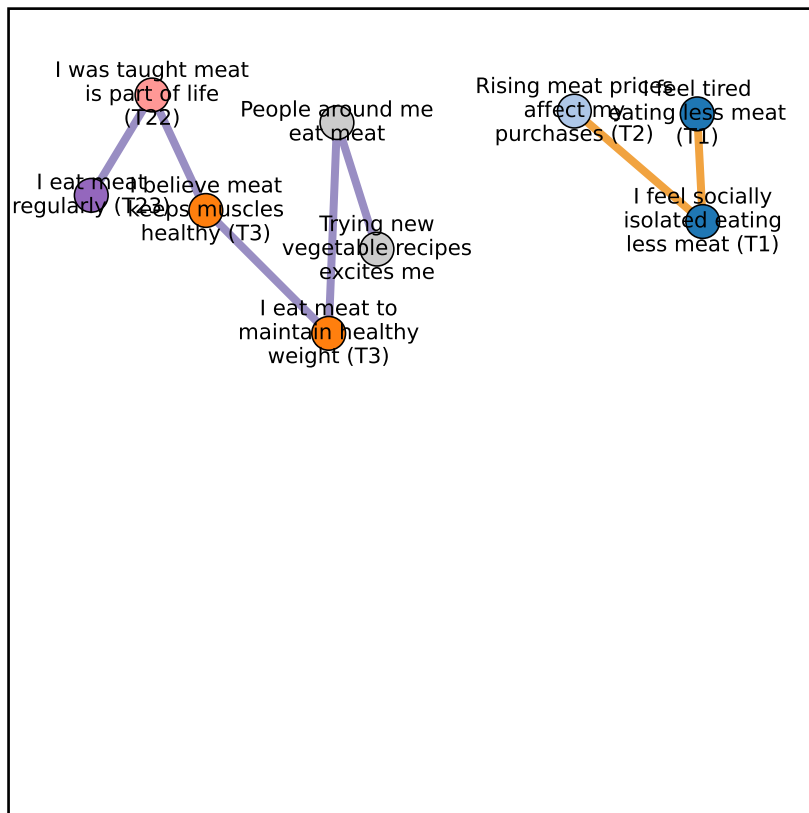 I was taught meat
is part of life
(T22)
People around me
eat meat
Rising meat prices
affect my
purchases (T2)
I feel tired
eating less meat
(T1)
I eat meat
regularly (T23)
I believe meat
keeps muscles
healthy (T3)
Trying new
vegetable recipes
excites me
I feel socially
isolated eating
less meat (T1)
I eat meat to
maintain healthy
weight (T3)